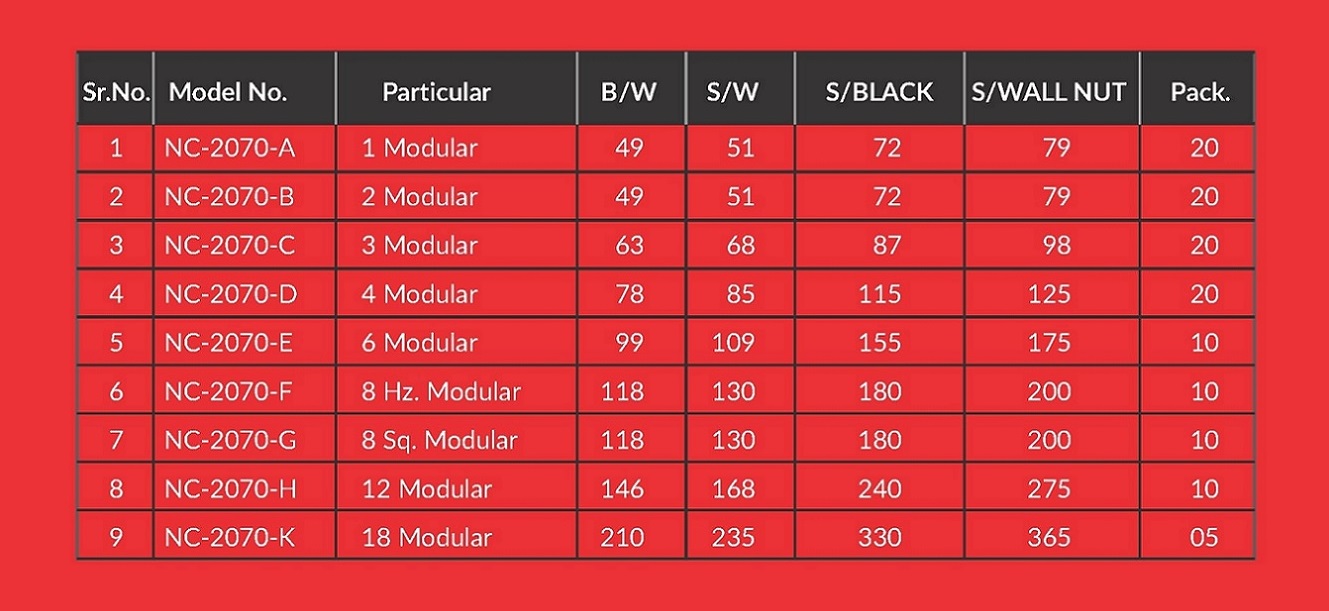 Sr.No. Model No. Particular B/W S/W S/BLACK S/WALL NUT Pack.
1 NC-2070-A 1 Modular 49 51 72 79 20
2 NC-2070-B 2 Modular 49 51 72 79 20
3 NC-2070-C 3 Modular 63 68 87 98 20
4 NC-2070-D 4 Modular 78 85 115 125 20
5 NC-2070-E 6 Modular 99 109 155 175 10
6 NC-2070-F 8 Hz. Modular 118 130 180 200 10
7 NC-2070-G 8 Sq. Modular 118 130 180 200 10
8 NC-2070-H 12 Modular 146 168 240 275 10
9 NC-2070-K 18 Modular 210 235 330 365 05